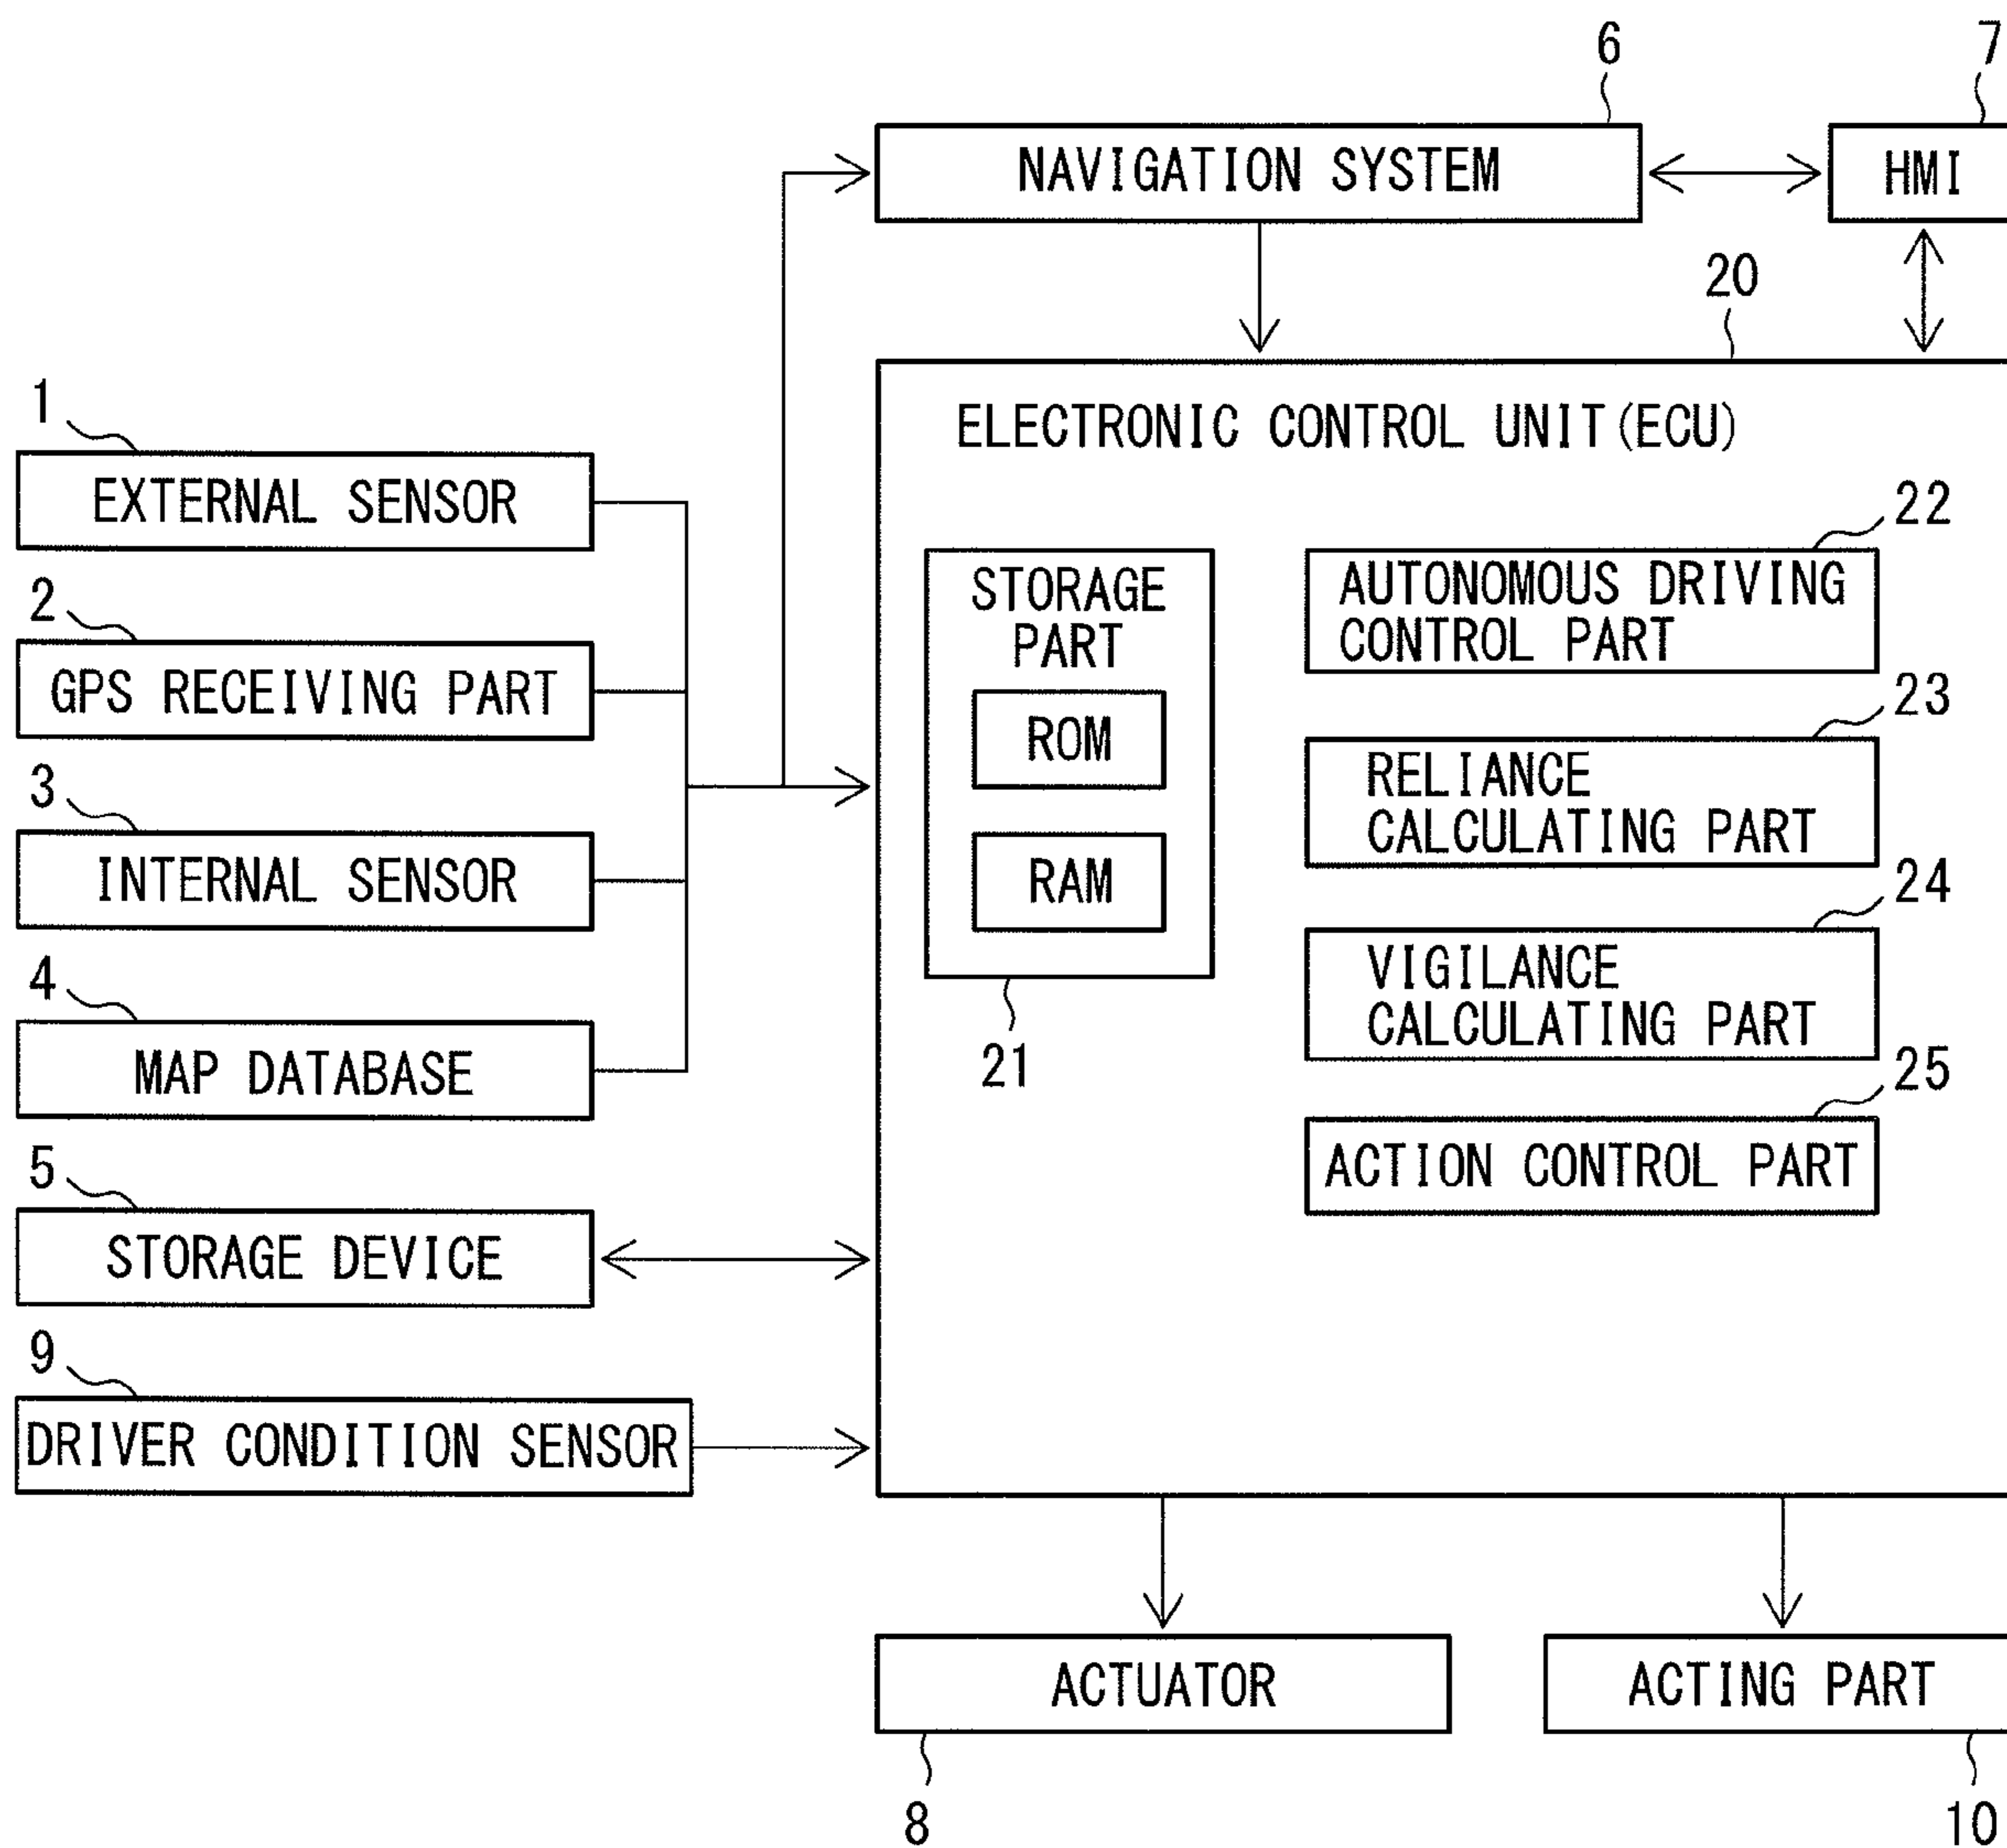 6
7
NAVIGATION SYSTEM
HMI
20
ELECTRONIC CONTROL UNIT(ECU)
1
EXTERNAL SENSOR
2
GPS RECEIVING PART
3
INTERNAL SENSOR
4
MAP DATABASE
5
STORAGE DEVICE
9
DRIVER CONDITION SENSOR
STORAGE
PART
ROM
RAM
21
22
AUTONOMOUS DRIVING
CONTROL PART
23
RELIANCE
CALCULATING PART
24
VIGILANCE
CALCULATING PART
25
ACTION CONTROL PART
ACTUATOR
8
ACTING PART
10